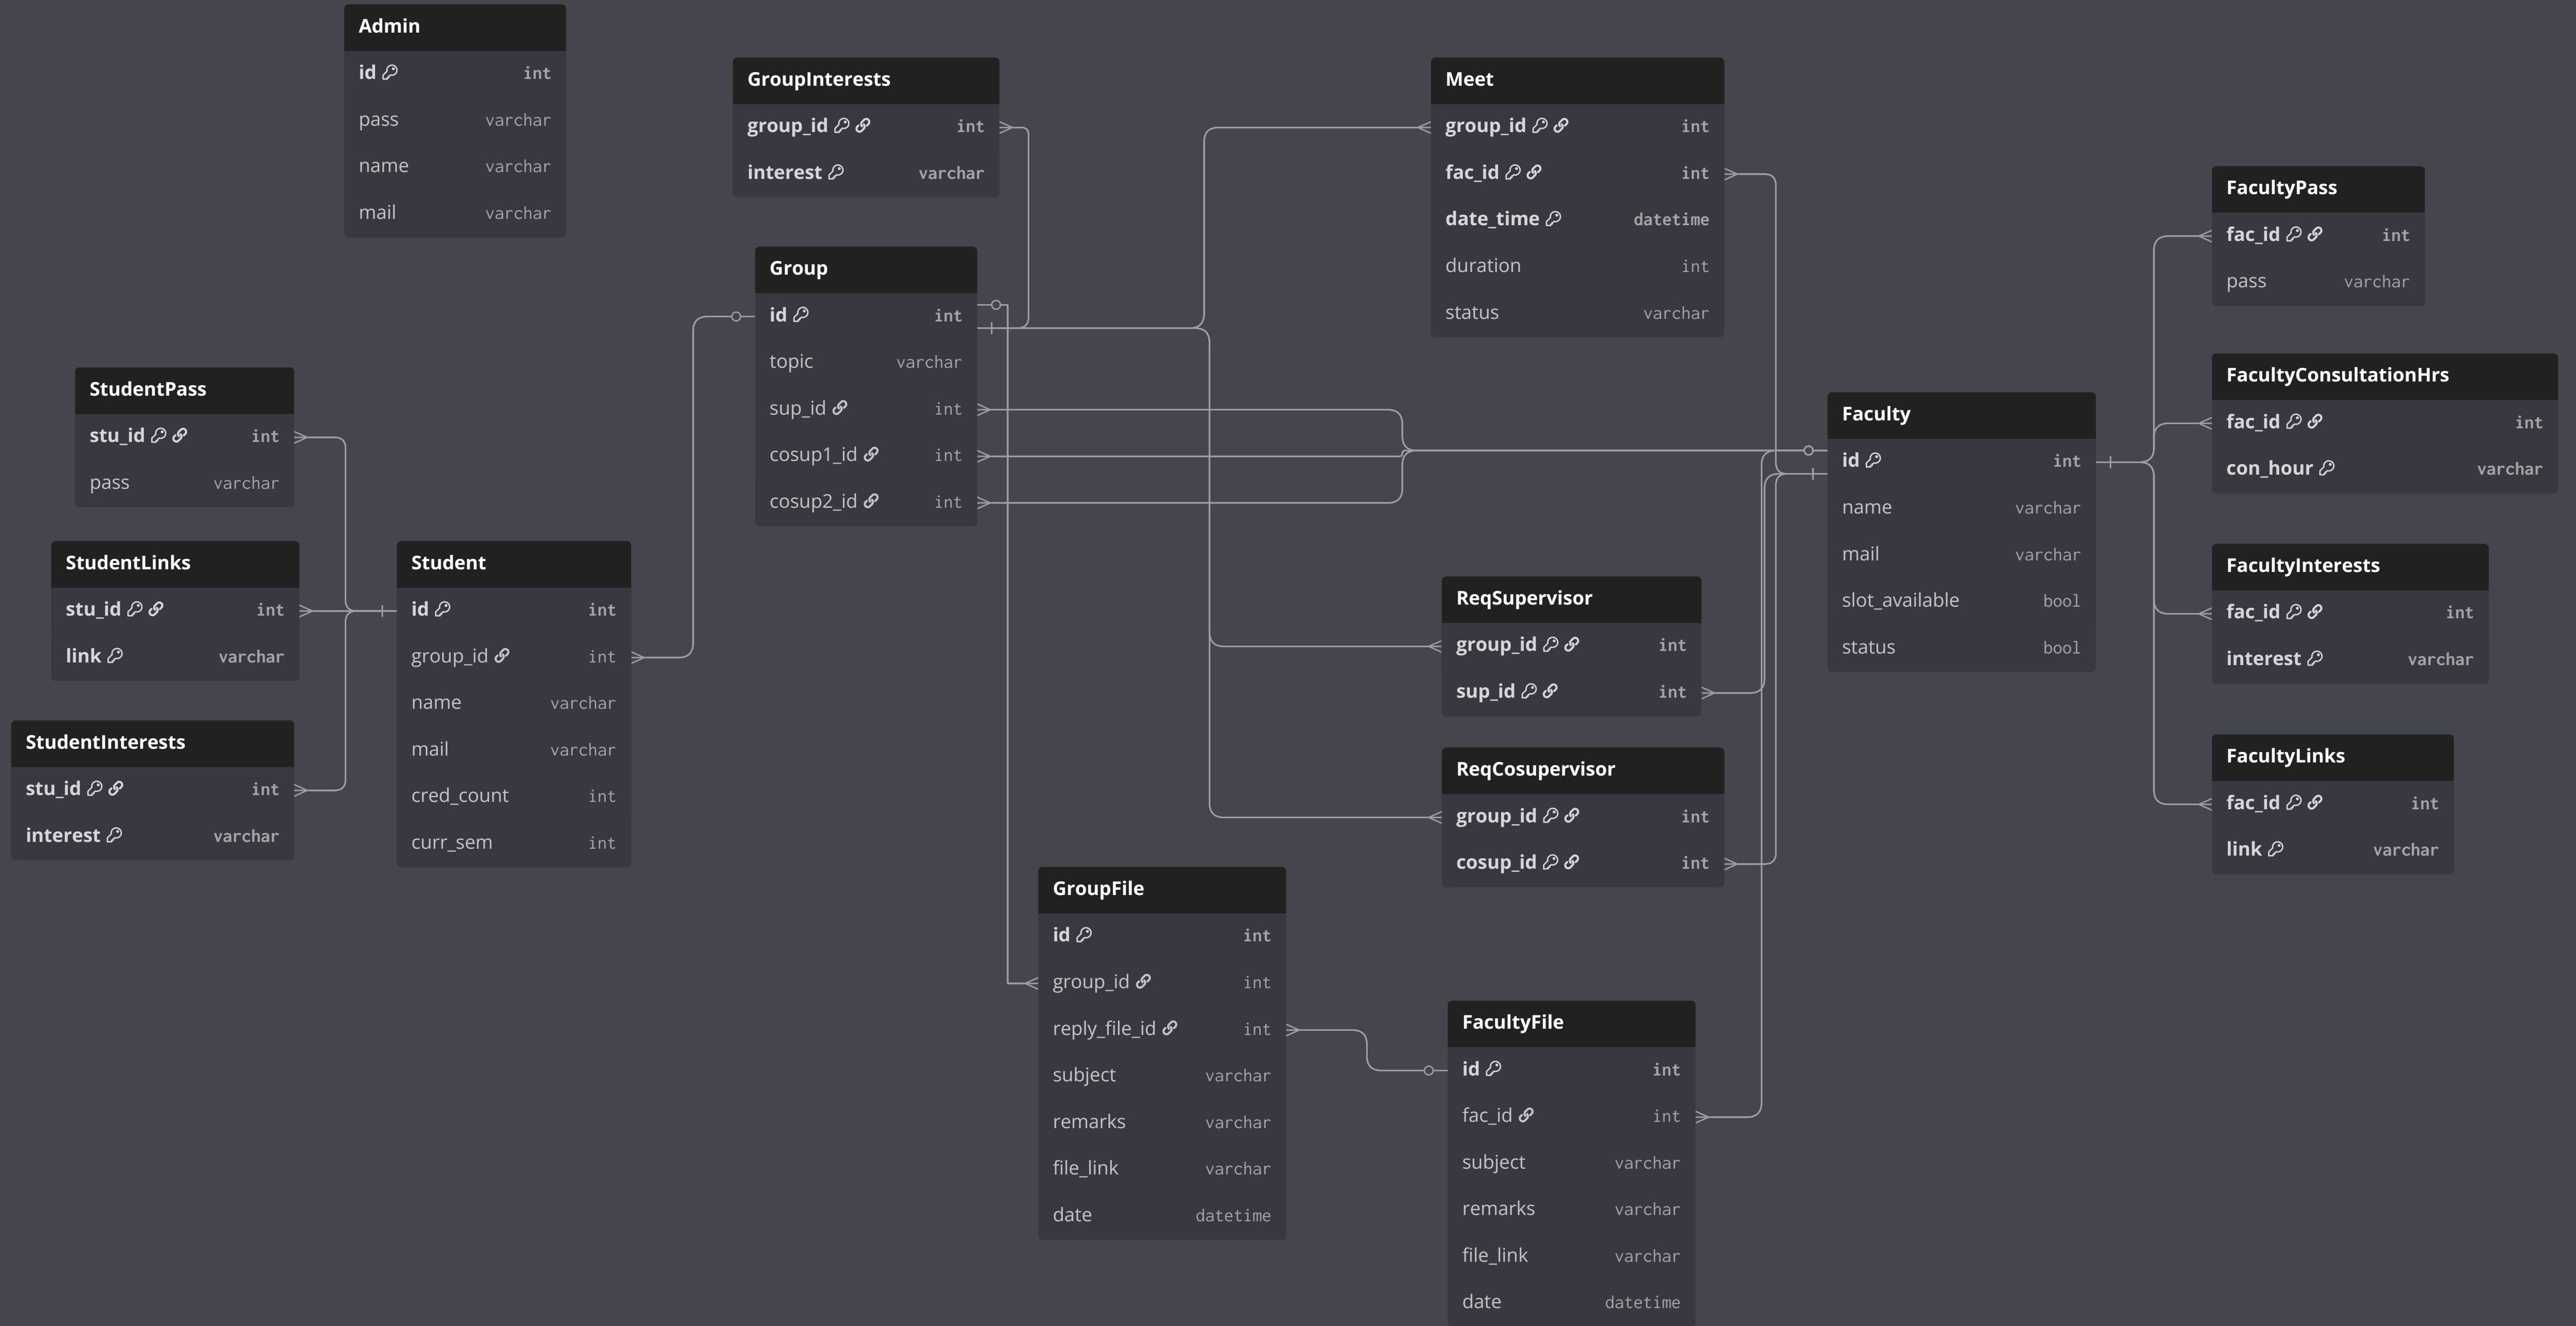 Admin
id int
pass varchar
name varchar
mail varchar
GroupInterests
group_id int
interest varchar
Meet
group_id int
fac_id int
date_time datetime
duration int
status varchar
FacultyPass
fac_id int
pass varchar
Group
id int
topic varchar
sup_id int
cosup1_id int
cosup2_id int
StudentPass
stu_id int
pass varchar
FacultyConsultationHrs
fac_id int
con_hour varchar
Faculty
id int
name varchar
mail varchar
slot_available bool
status bool
StudentLinks
stu_id int
link varchar
Student
id int
group_id int
name varchar
mail varchar
cred_count int
curr_sem int
FacultyInterests
fac_id int
interest varchar
ReqSupervisor
group_id int
sup_id int
StudentInterests
stu_id int
interest varchar
FacultyLinks
fac_id int
link varchar
ReqCosupervisor
group_id int
cosup_id int
GroupFile
id int
group_id int
reply_file_id int
subject varchar
remarks varchar
file_link varchar
date datetime
FacultyFile
id int
fac_id int
subject varchar
remarks varchar
file_link varchar
date datetime